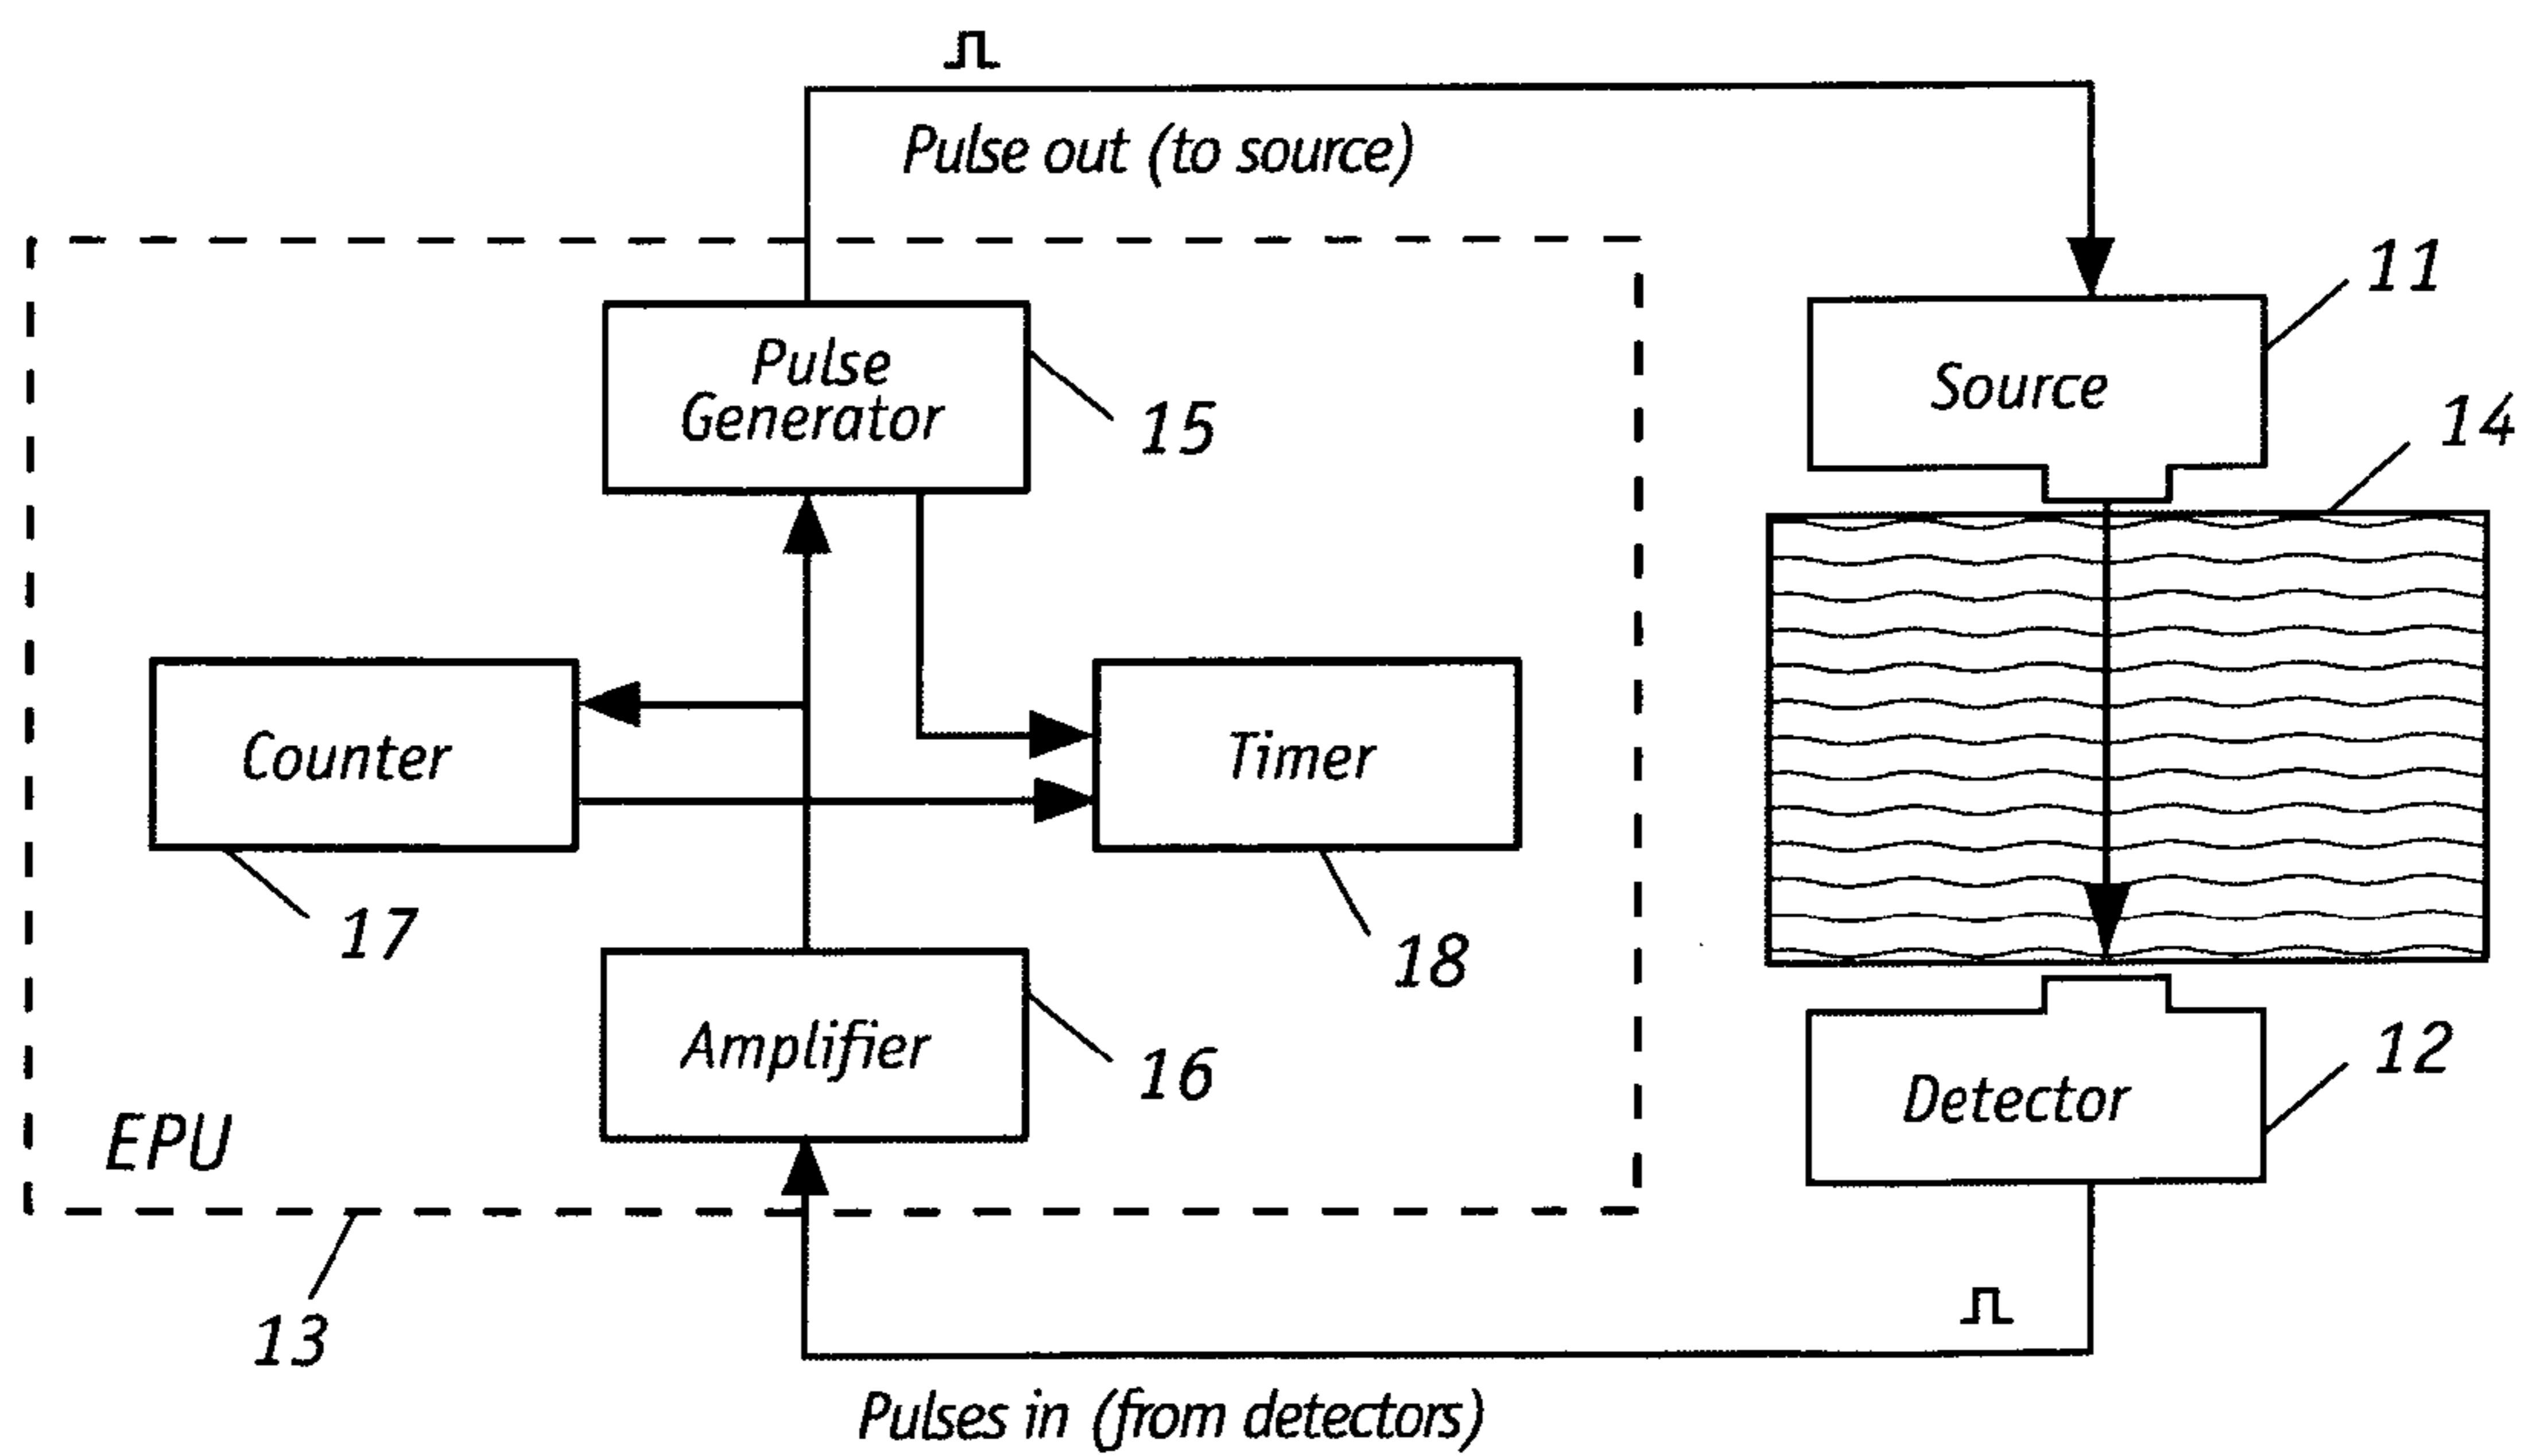 Pulse out (to source)
11
Pulse
Generator
15
Source
14
Counter
Timer
17
18
Amplifier
16
12
Detector
EPU
13
Pulses in (from detectors)